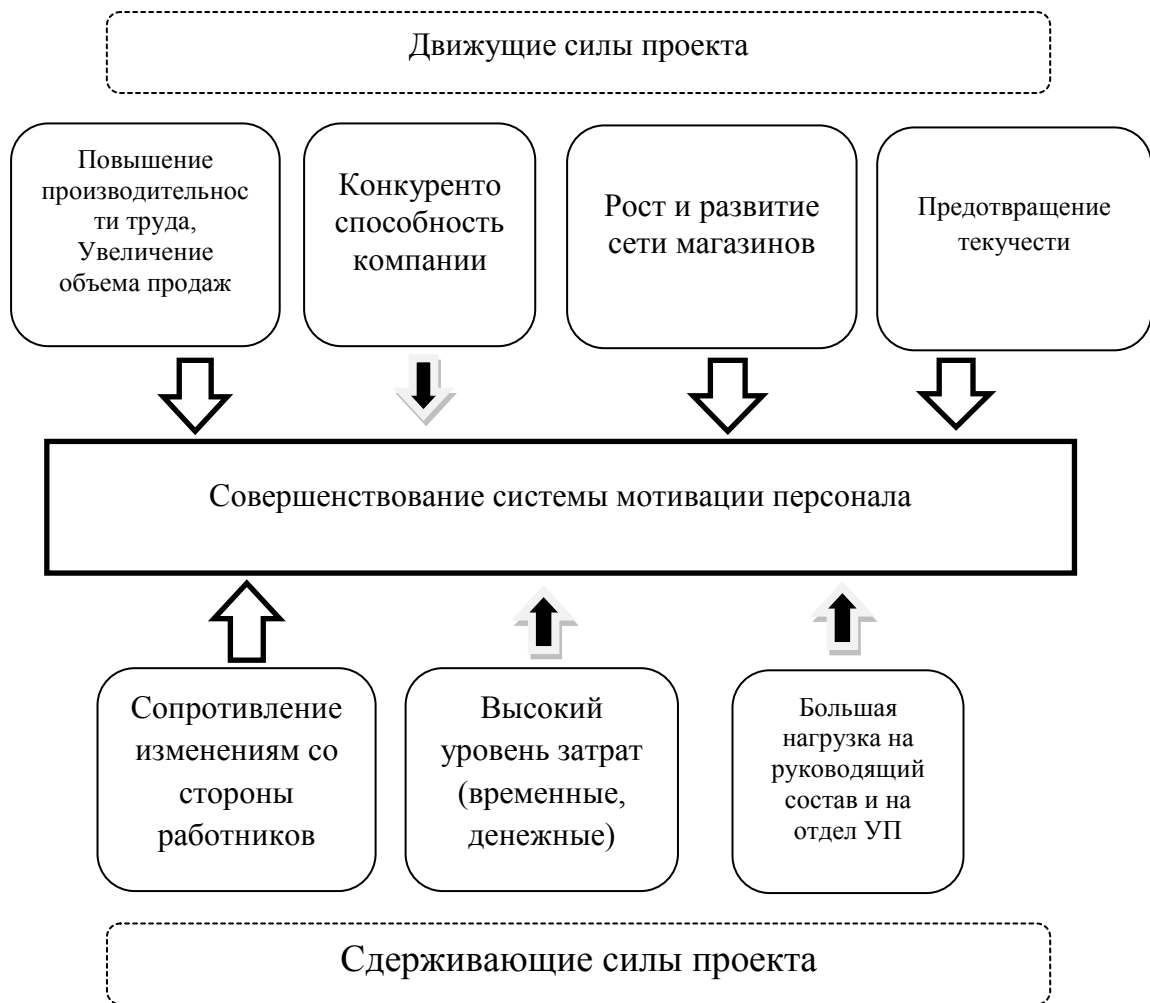 Движущие силы проекта
Повышение
производительнос
ти труда,
Увеличение
объема продаж
Конкуренто
способность
компании
Рост и развитие
сети магазинов
Предотвращение
текучести
Совершенствование системы мотивации персонала
Сопротивление
изменениям со
стороны
работников
Высокий
уровень затрат
(временные,
денежные)
Большая
нагрузка на
руководящий
состав и на
отдел УП
Сдерживающие силы проекта